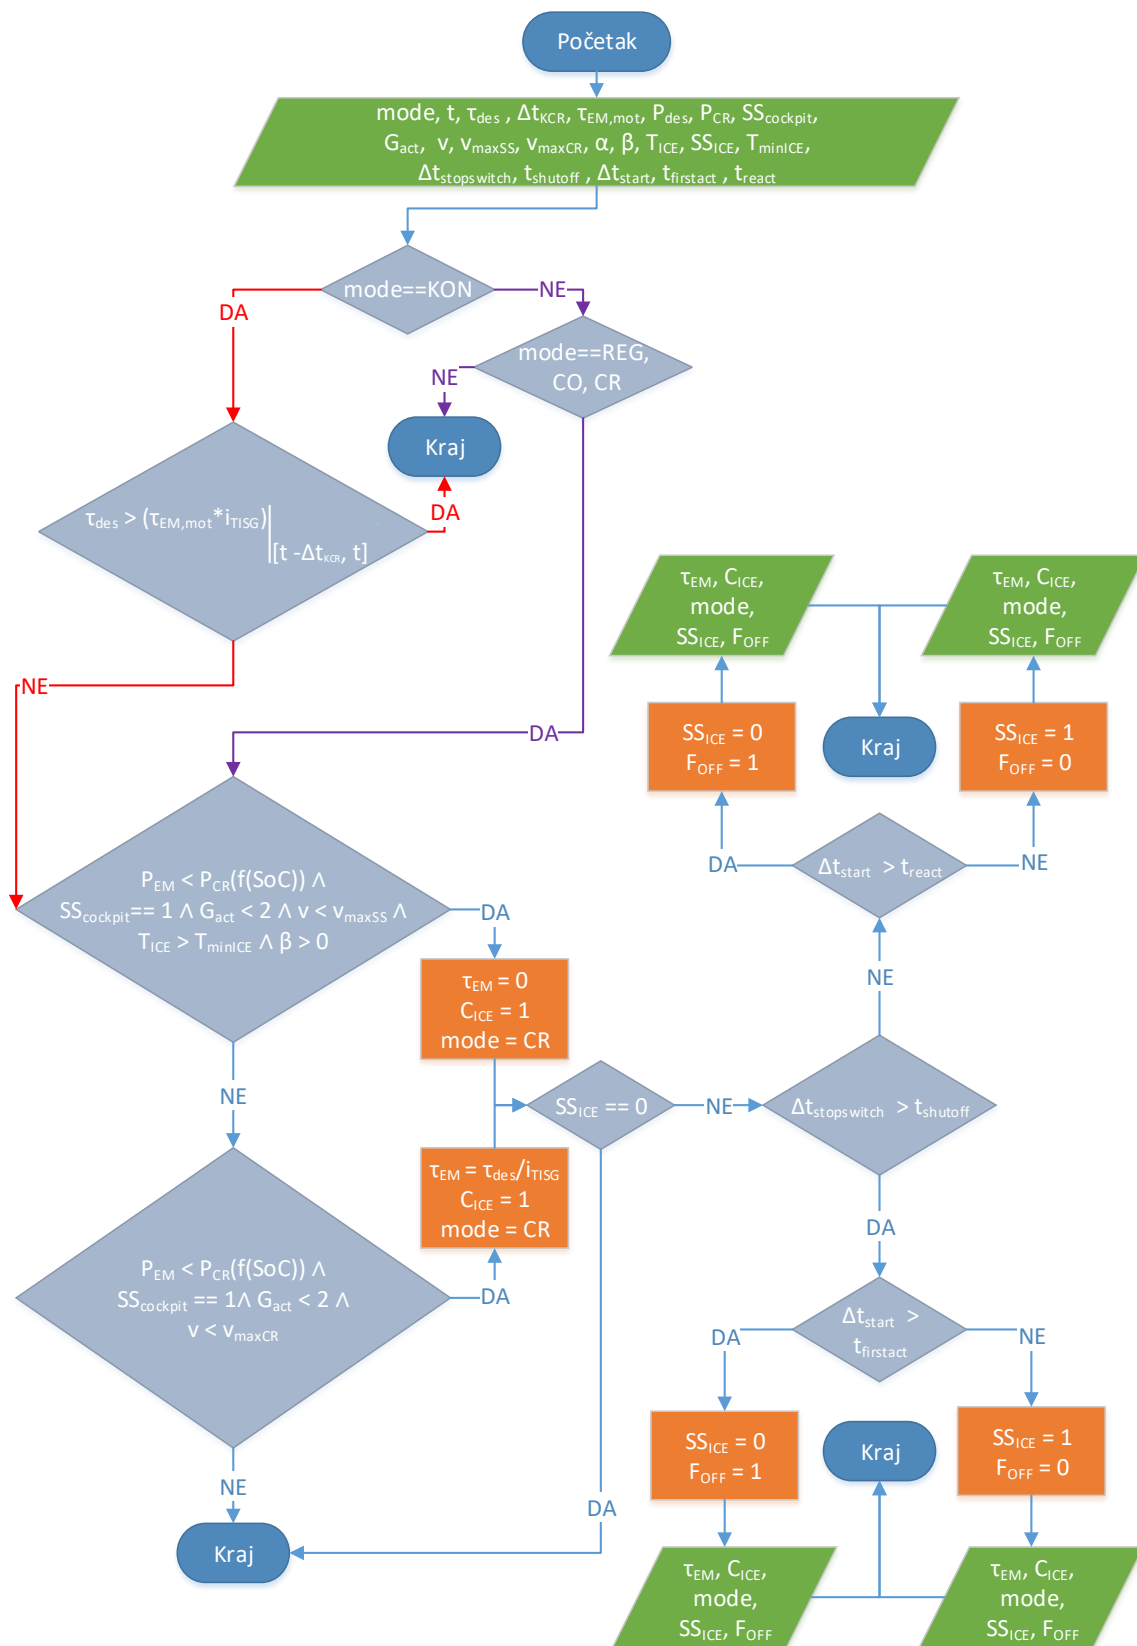 Početak
mode, t, τdes , ΔtKCR, τEM,mot, Pdes, PCR, SScockpit,
Gact, v, vmaxSS, vmaxCR, α, β, TICE, SSICE, TminICE,
Δtstopswitch, tshutoff , Δtstart, tfirstact , treact
mode==KON
DA
NE
mode==REG,
CO, CR
NE
Kraj
DA
τdes > (τEM,mot*iTISG)|
[t -ΔtKCR, t]
NE
DA
τEM, CICE,
mode,
SSICE, FOFF
τEM, CICE,
mode,
SSICE, FOFF
SSICE = 0
FOFF = 1
Kraj
SSICE = 1
FOFF = 0
DA
Δtstart > treact
NE
PEM < PCR(f(SoC)) Λ
SScockpit== 1 Λ Gact < 2 Λ v < vmaxSS Λ
TICE > TminICE Λ β > 0
DA
τEM = 0
CICE = 1
mode = CR
NE
NE
SSICE == 0
NE
Δtstopswitch > tshutoff
τEM = τdes/iTISG
CICE = 1
mode = CR
DA
PEM < PCR(f(SoC)) Λ
SScockpit == 1Λ Gact < 2 Λ
v < vmaxCR
DA
DA
Δtstart >
tfirstact
NE
SSICE = 0
FOFF = 1
Kraj
SSICE = 1
FOFF = 0
NE
DA
Kraj
τEM, CICE,
mode,
SSICE, FOFF
τEM, CICE,
mode,
SSICE, FOFF